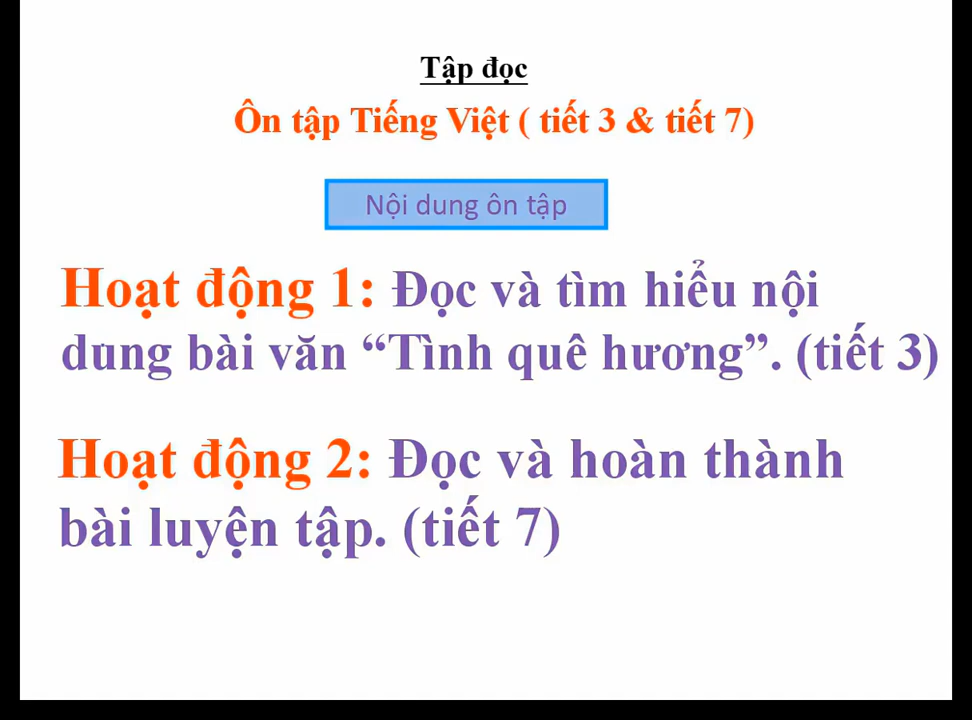 Tập đọc
Ôn tập Tiếng Việt ( tiết 3 & tiết 7)
Nội dung ôn tập
Hoạt động 1: Đọc và tìm hiểu nội
dung bài văn “Tình quê hương”. (tiết 3)
Hoạt động 2: Đọc và hoàn thành
bài luyện tập. (tiết 7)